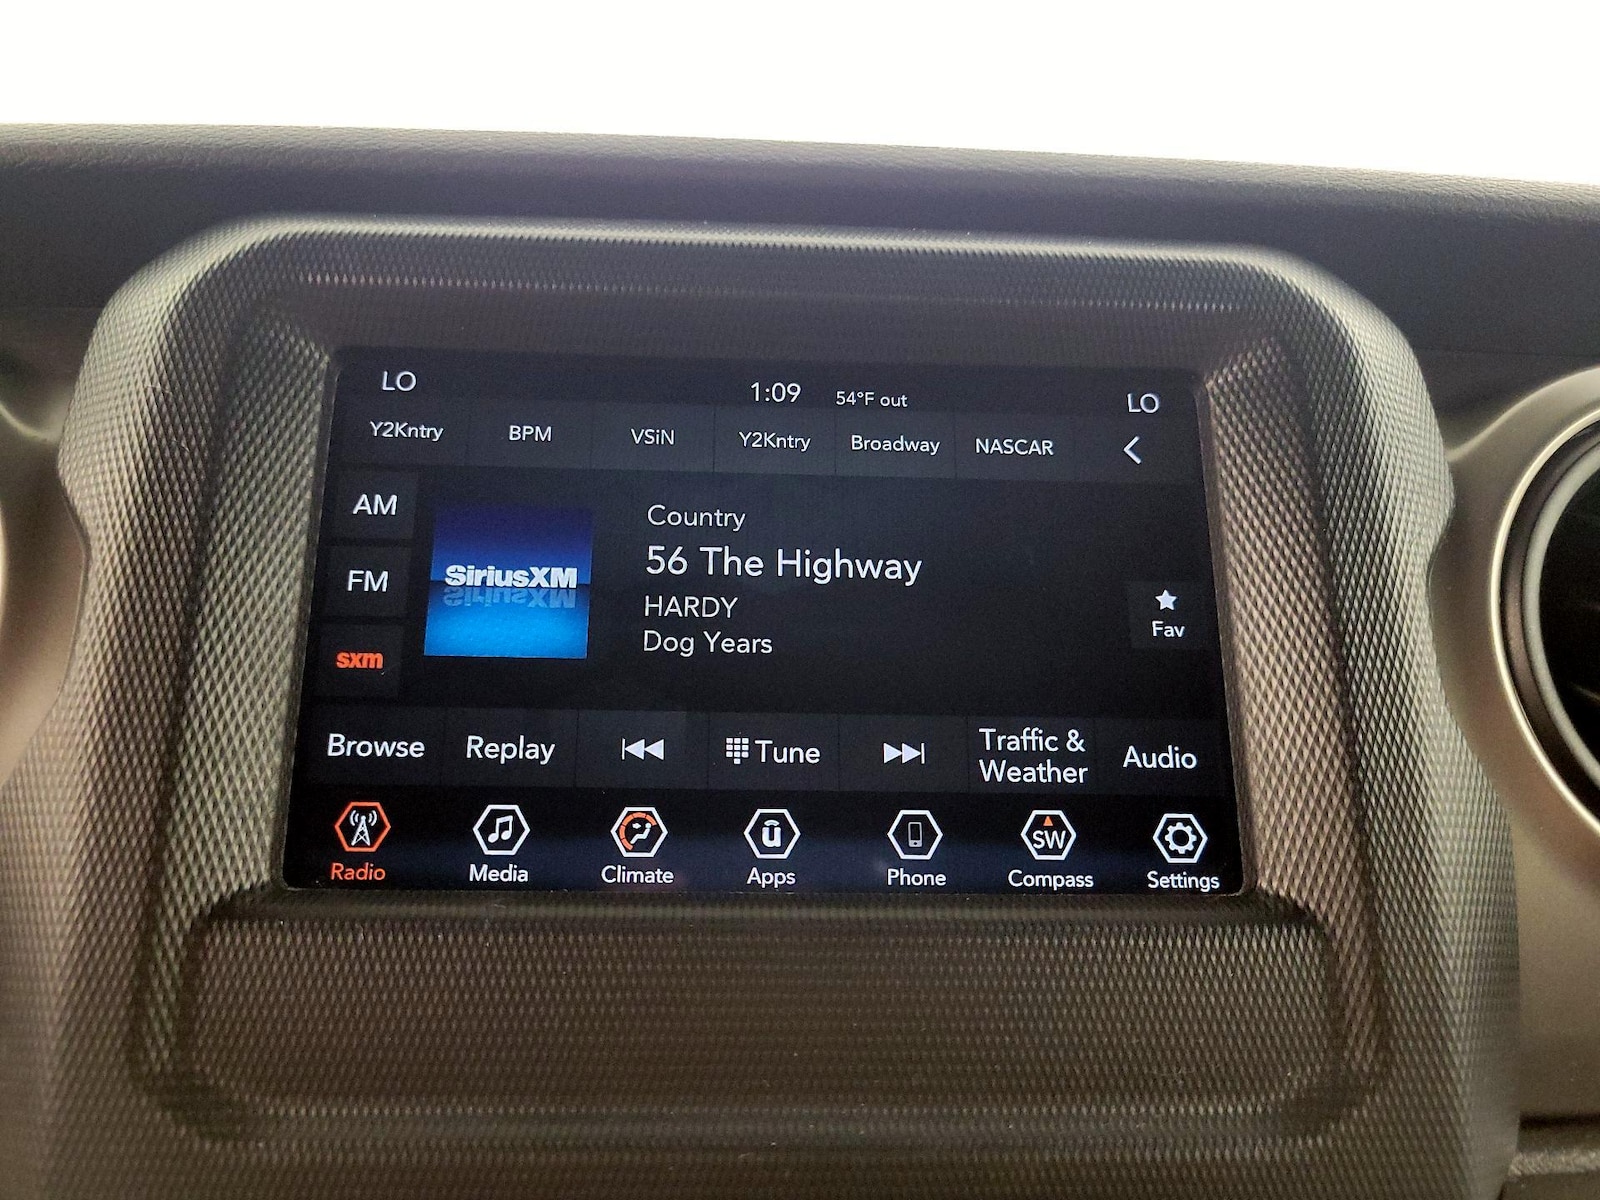 LO 1:09 54°F out LO
Y2Kntry BPM VSiN Y2Kntry Broadway NASCAR
AM
FM
sxm
SiriusXM
Country
56 The Highway
HARDY
Dog Years
Fav
Browse Replay Tune Traffic &
Weather Audio
SW
Radio Media Climate Apps Phone Compass Settings